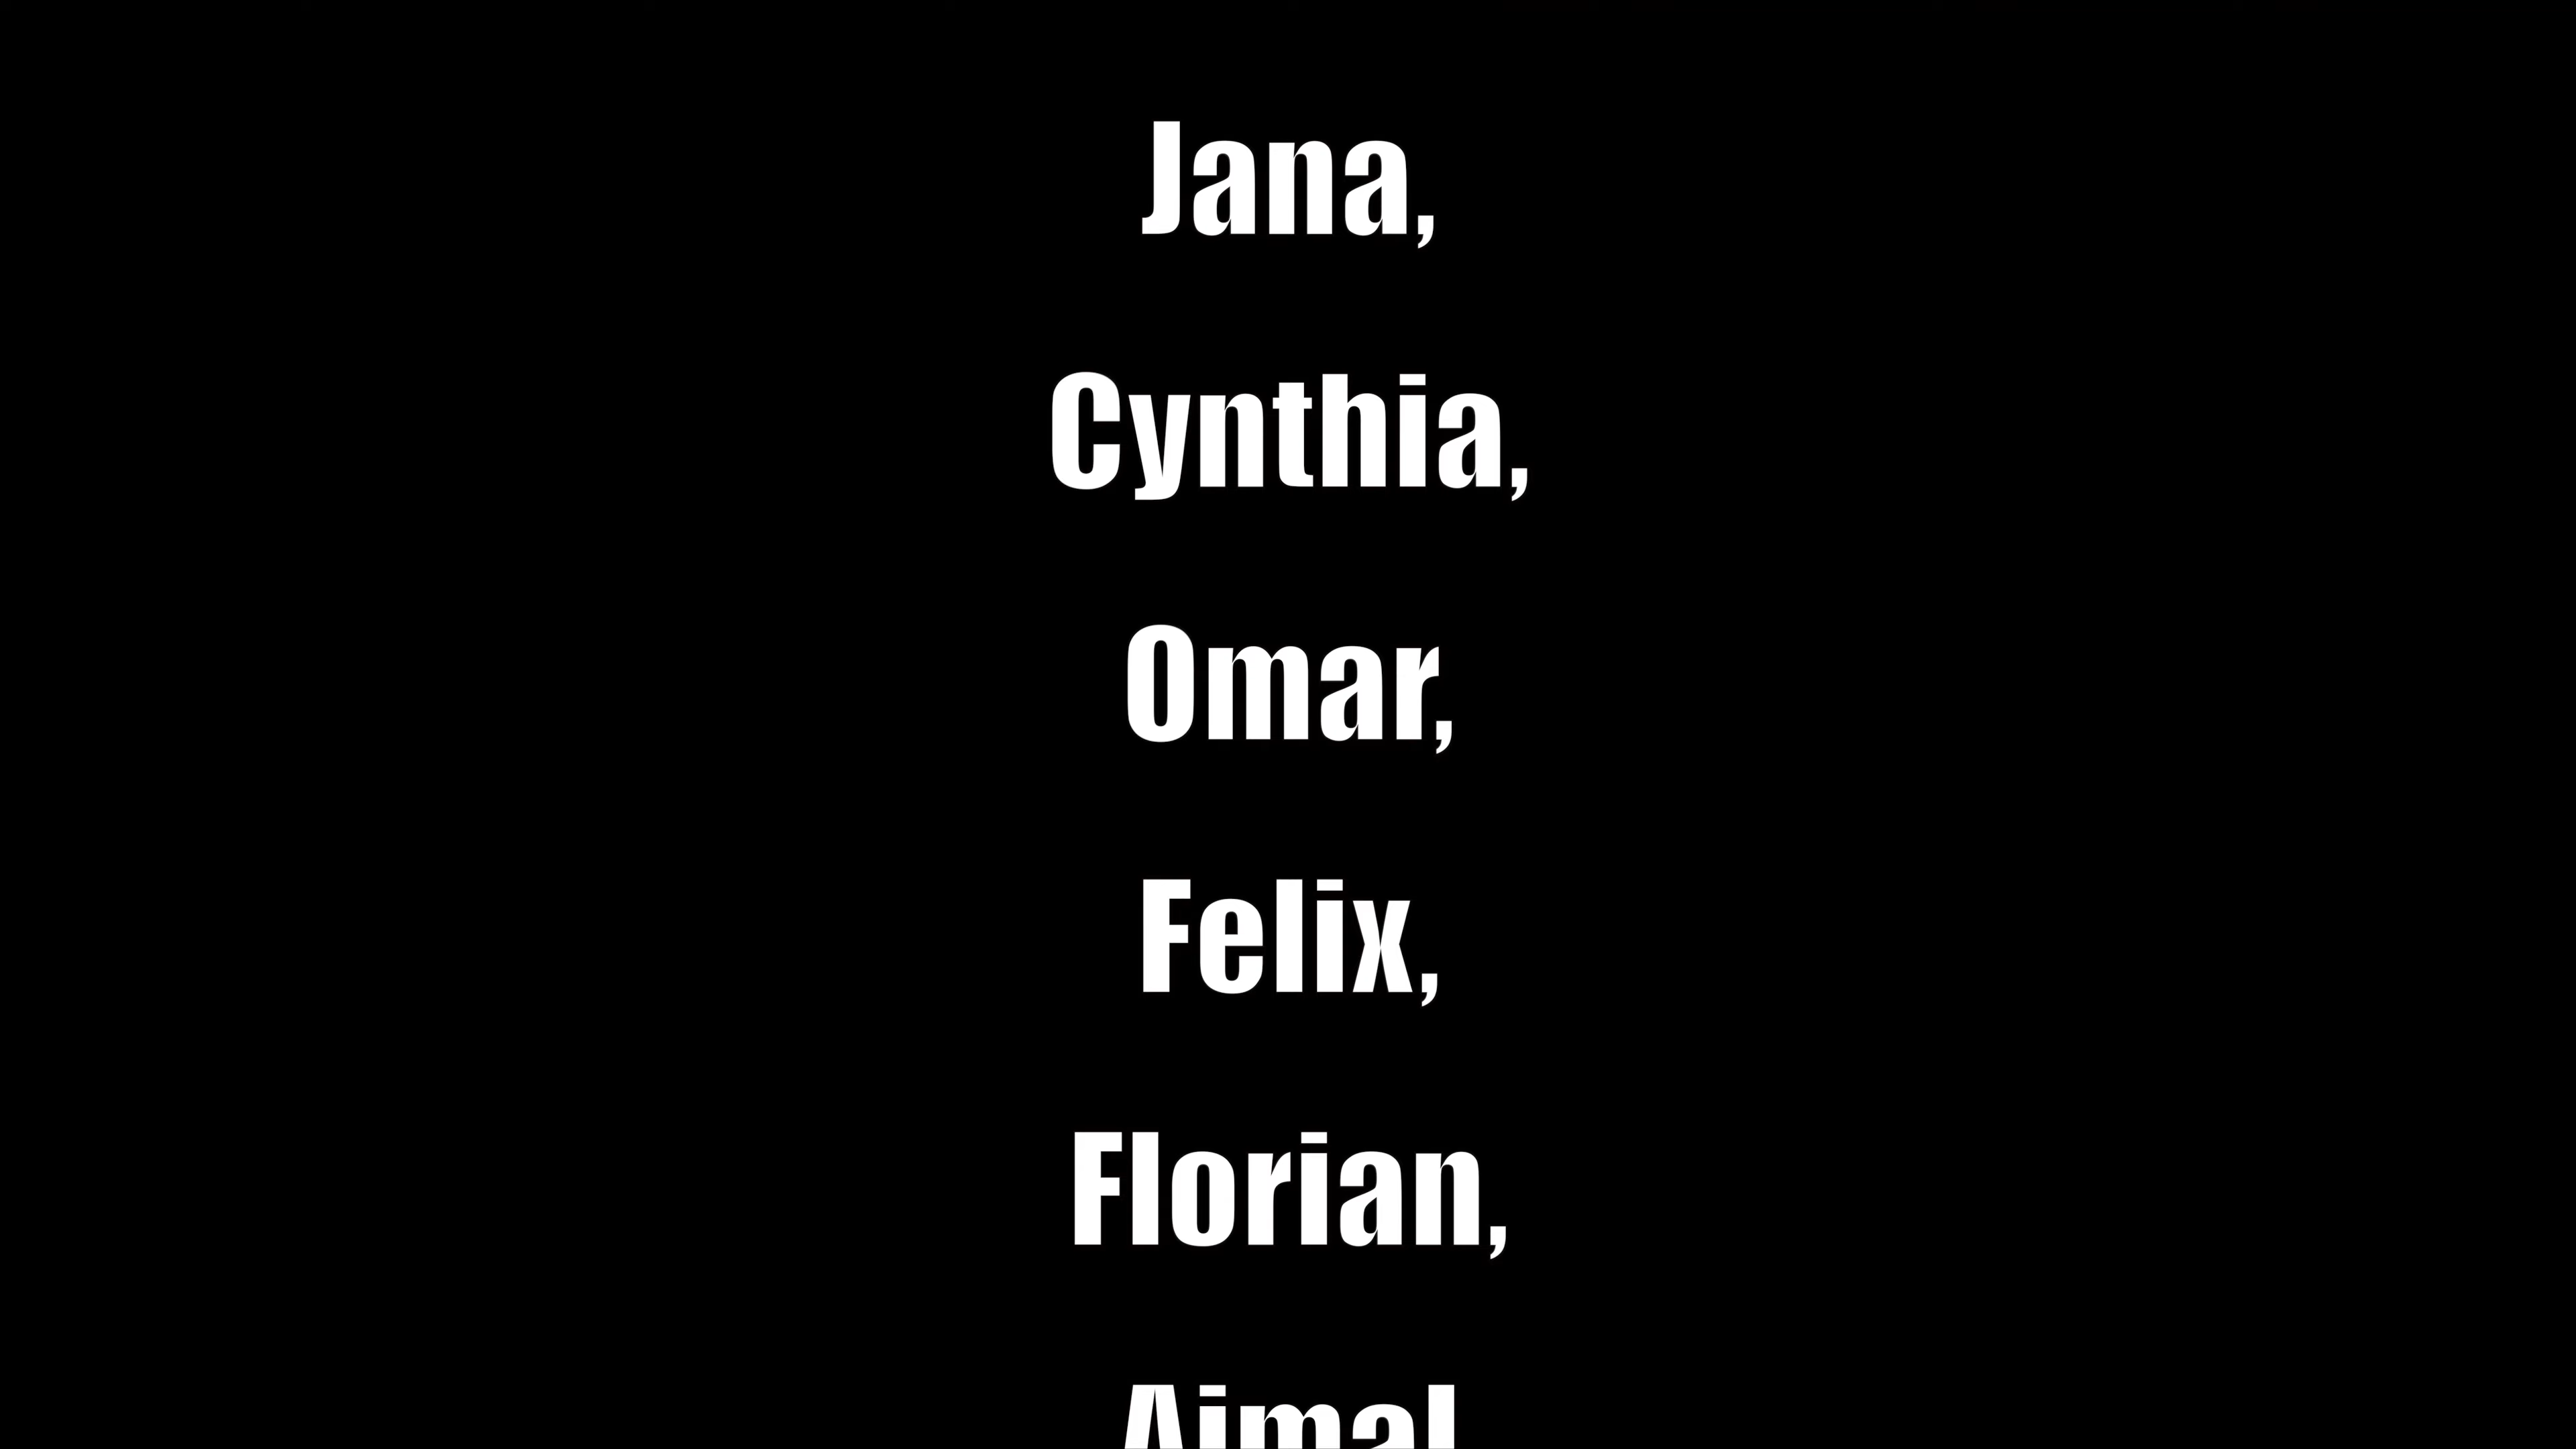 Jana,
Cynthia,
Omar,
Felix,
Florian,